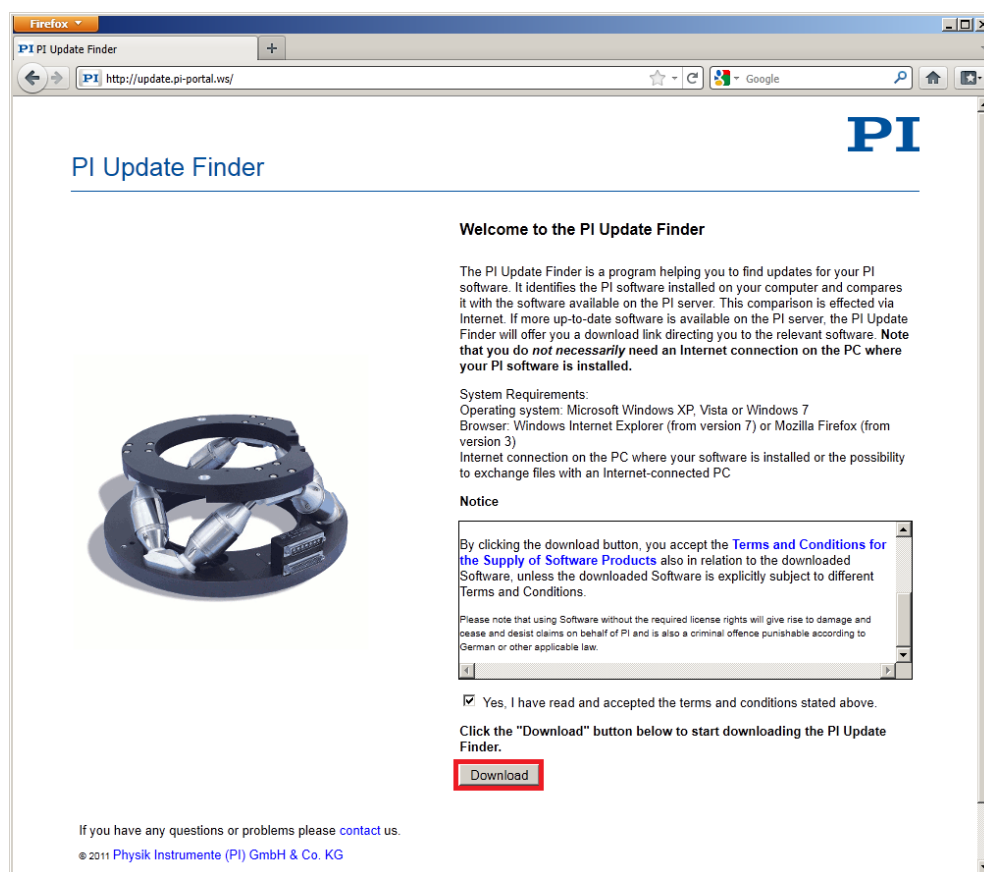 Firefox
PI PI Update Finder
+
PI http://update.pi-portal.ws/
Google
PI
PI Update Finder
Welcome to the PI Update Finder
The PI Update Finder is a program helping you to find updates for your PI
software. It identifies the PI software installed on your computer and compares
it with the software available on the PI server. This comparison is effected via
Internet. If more up-to-date software is available on the PI server, the PI Update
Finder will offer you a download link directing you to the relevant software. Note
that you do not necessarily need an Internet connection on the PC where
your PI software is installed.
System Requirements:
Operating system: Microsoft Windows XP, Vista or Windows 7
Browser: Windows Internet Explorer (from version 7) or Mozilla Firefox (from
version 3)
Internet connection on the PC where your software is installed or the possibility
to exchange files with an Internet-connected PC
Notice
By clicking the download button, you accept the Terms and Conditions for
the Supply of Software Products also in relation to the downloaded
Software, unless the downloaded Software is explicitly subject to different
Terms and Conditions.
Please note that using Software without the required license rights will give rise to damage and
cease and desist claims on behalf of PI and is also a criminal offence punishable according to
German or other applicable law.
Yes, I have read and accepted the terms and conditions stated above.
Click the "Download" button below to start downloading the PI Update
Finder.
Download
If you have any questions or problems please contact us.
© 2011 Physik Instrumente (PI) GmbH & Co. KG